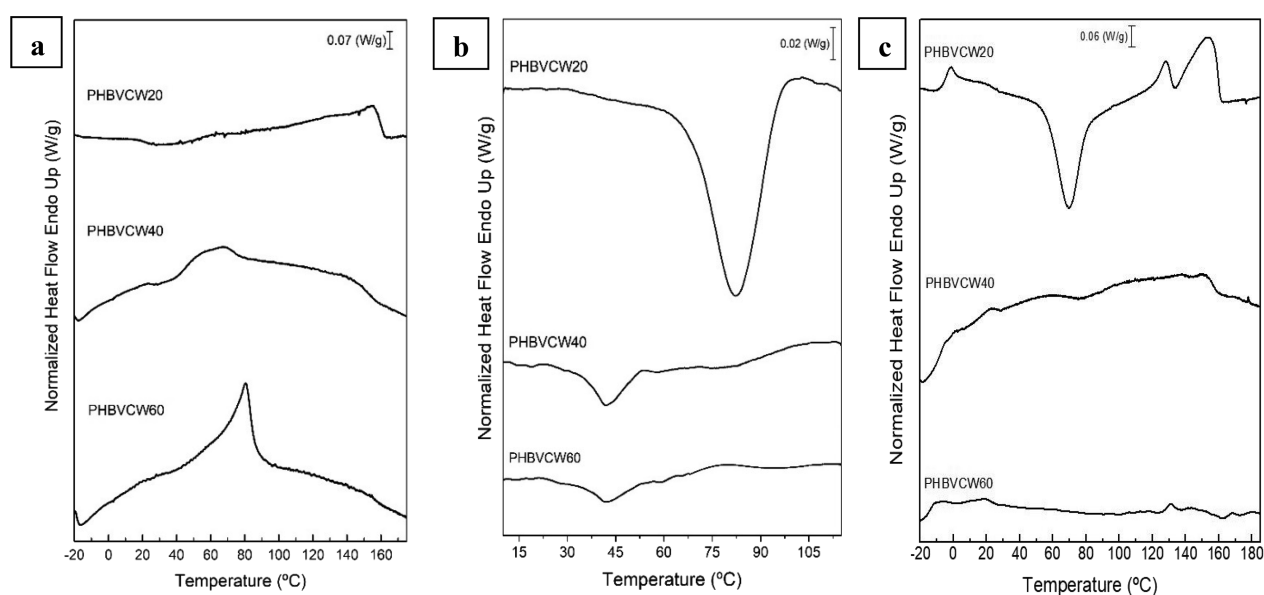 a
0.07 (W/g)
PHBVCW20
PHBVCW40
PHBVCW60
Normalized Heat Flow Endo Up (W/g)
-20 0 20 40 60 80 100 120 140 160
Temperature (ºC)
b
0.02 (W/g)
PHBVCW20
PHBVCW40
PHBVCW60
Normalized Heat Flow Endo Up (W/g)
15 30 45 60 75 90 105
Temperature (ºC)
c
0.06 (W/g)
PHBVCW20
PHBVCW40
PHBVCW60
Normalized Heat Flow Endo Up (W/g)
-20 0 20 40 60 80 100 120 140 160 185
Temperature (ºC)